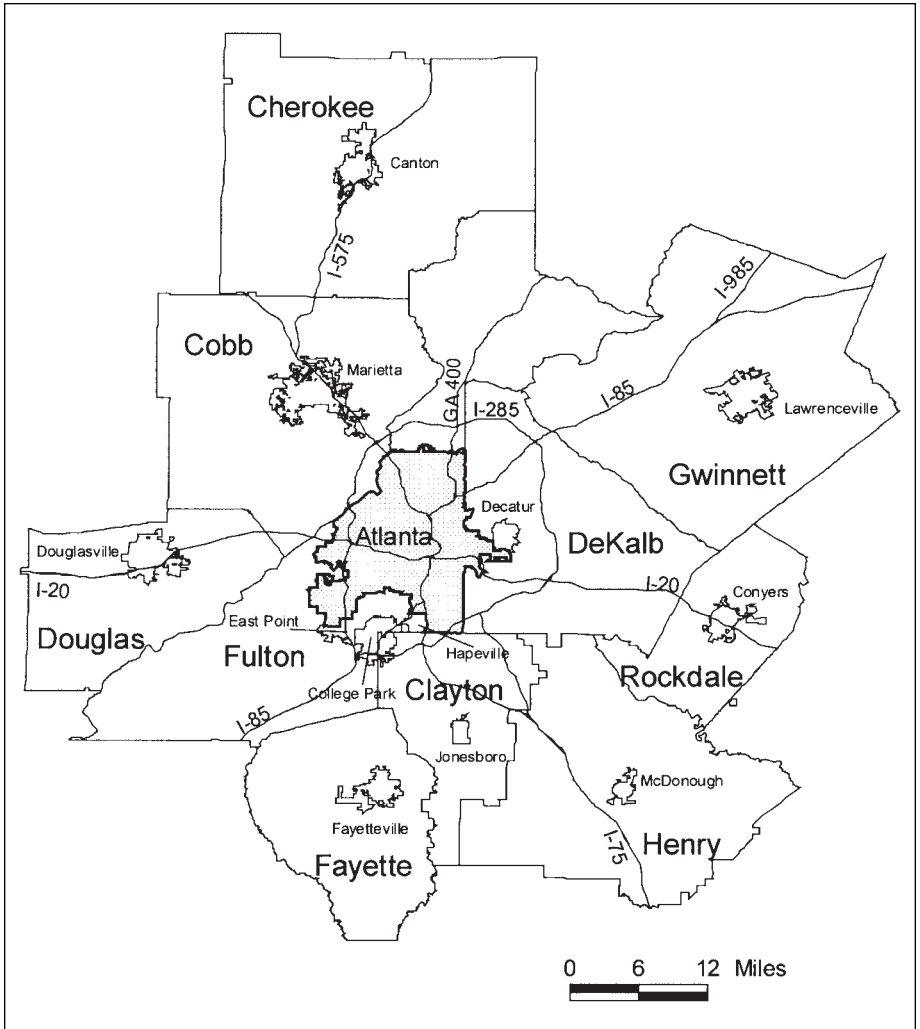 Cherokee
Canton
I-575
I-985
Cobb
Marietta
GA 400
I-285
I-85
Lawrenceville
Gwinnett
Decatur
Atlanta
DeKalb
Douglasville
I-20
I-20
Conyers
East Point
Douglas
Fulton
Hapeville
Rockdale
College Park
Clayton
I-85
Jonesboro
McDonough
Fayetteville
I-75
Henry
Fayette
0 6 12 Miles